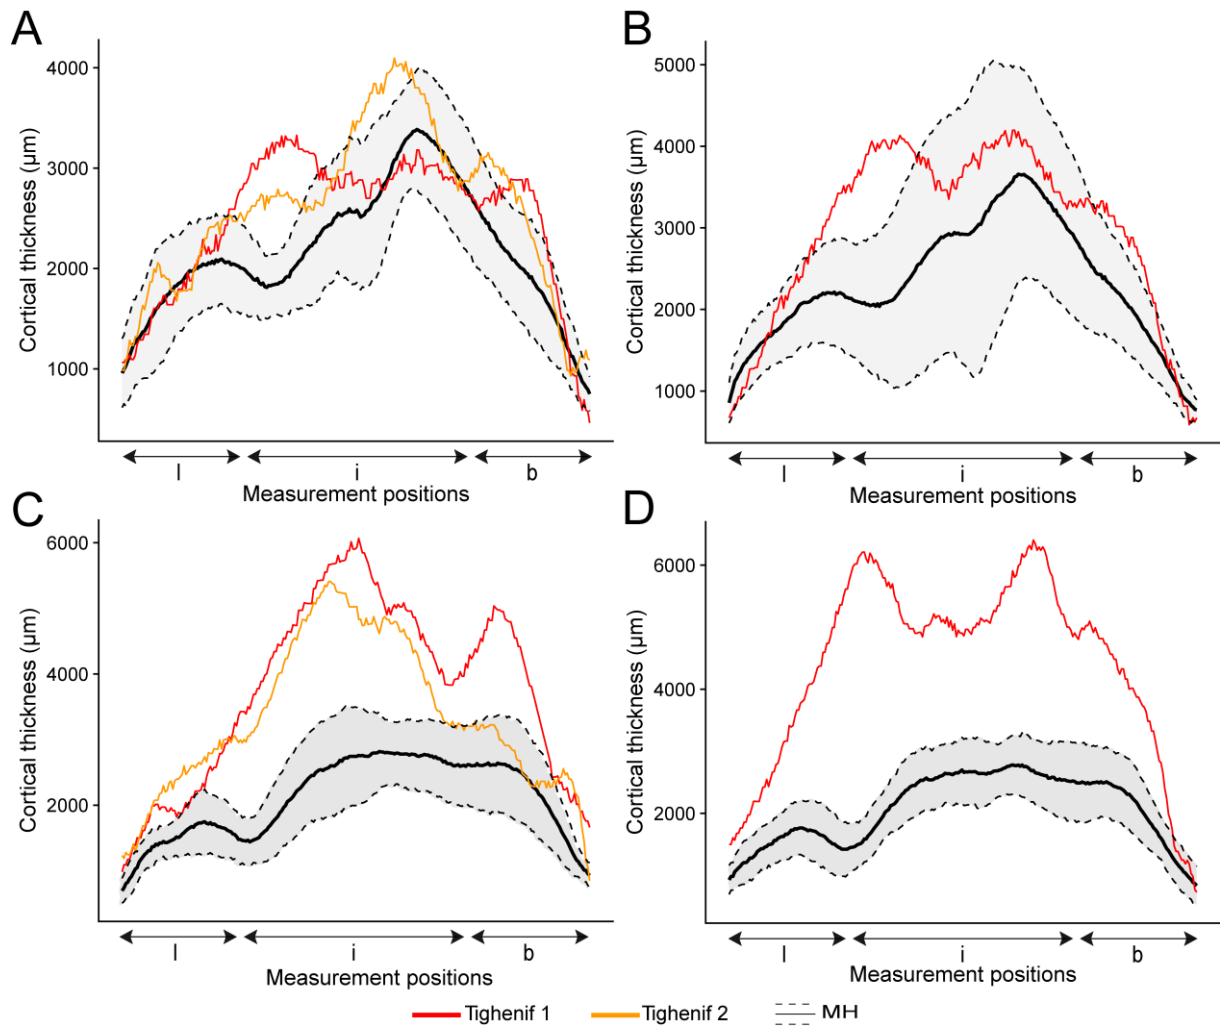 A
Cortical thickness (µm)
4000
3000
2000
1000
l
i
b
Measurement positions
B
Cortical thickness (µm)
5000
4000
3000
2000
1000
l
i
b
Measurement positions
C
Cortical thickness (µm)
6000
4000
2000
l
i
b
Measurement positions
D
Cortical thickness (µm)
6000
4000
2000
l
i
b
Measurement positions
Tighenif 1 Tighenif 2 MH